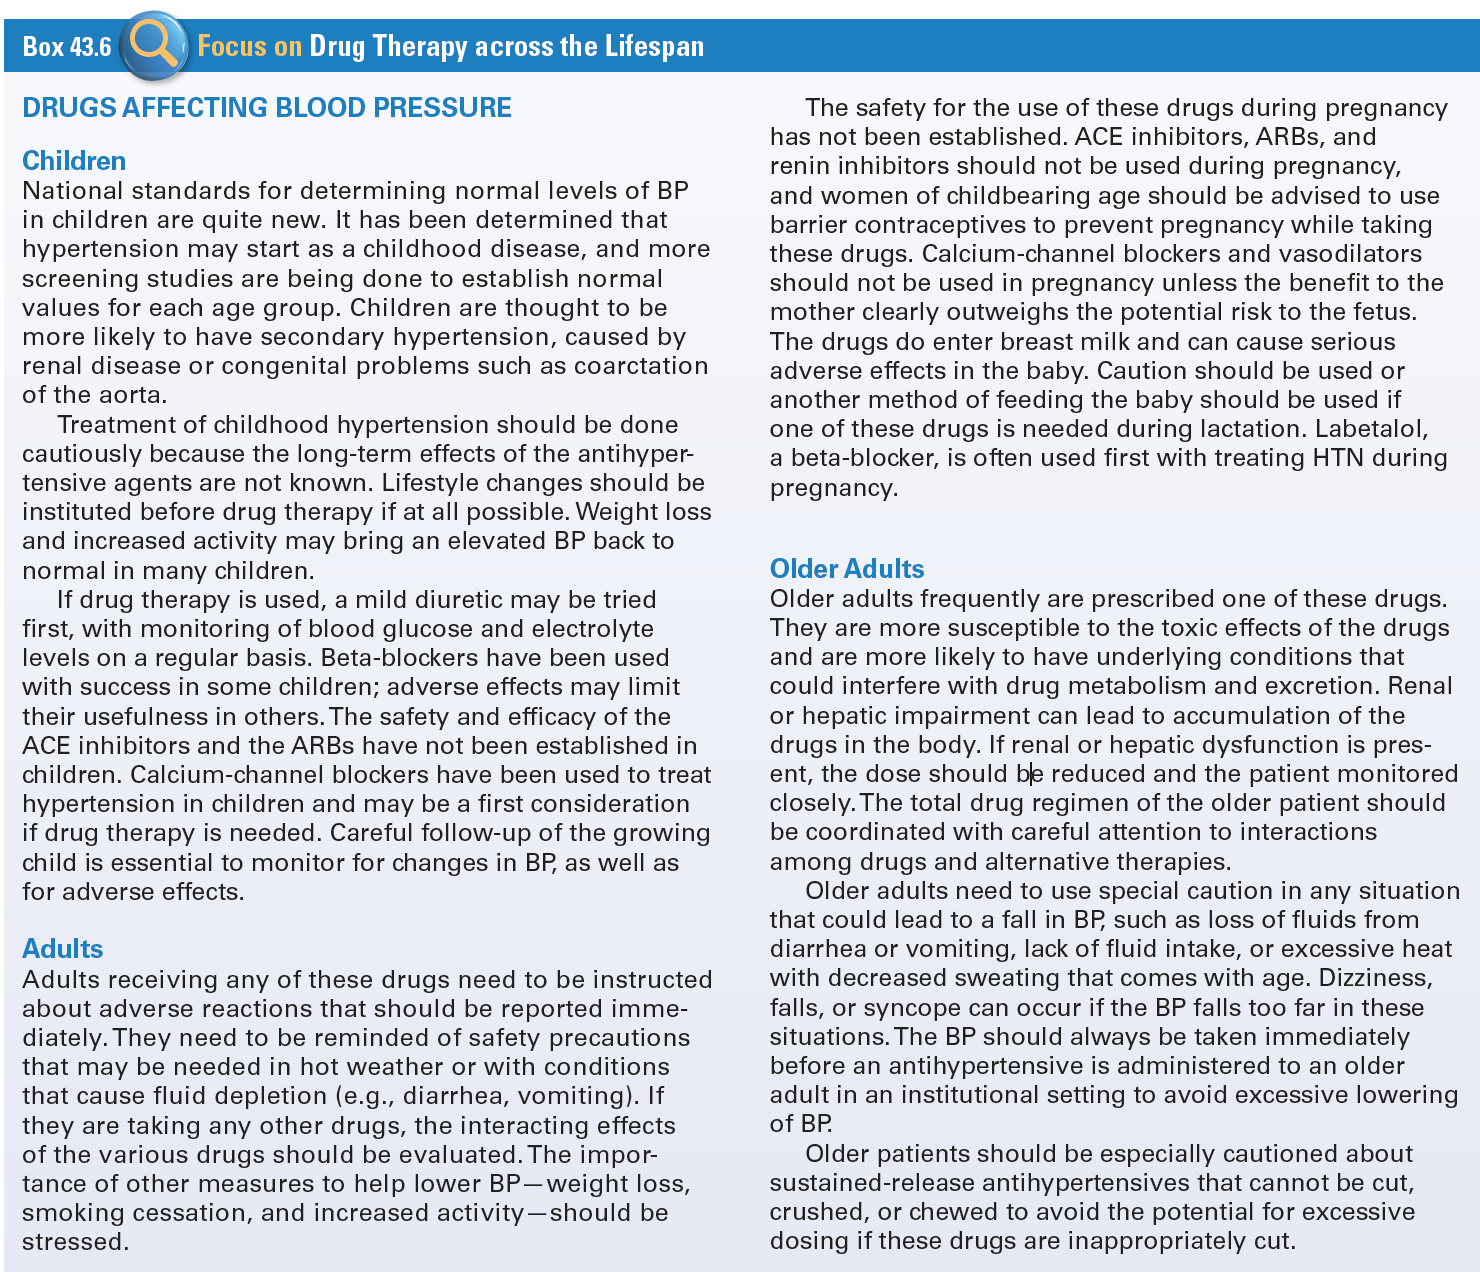 Box 43.6 Focus on Drug Therapy across the Lifespan
DRUGS AFFECTING BLOOD PRESSURE
Children
National standards for determining normal levels of BP
in children are quite new. It has been determined that
hypertension may start as a childhood disease, and more
screening studies are being done to establish normal
values for each age group. Children are thought to be
more likely to have secondary hypertension, caused by
renal disease or congenital problems such as coarctation
of the aorta.
Treatment of childhood hypertension should be done
cautiously because the long-term effects of the antihyper-
tensive agents are not known. Lifestyle changes should be
instituted before drug therapy if at all possible. Weight loss
and increased activity may bring an elevated BP back to
normal in many children.
If drug therapy is used, a mild diuretic may be tried
first, with monitoring of blood glucose and electrolyte
levels on a regular basis. Beta-blockers have been used
with success in some children; adverse effects may limit
their usefulness in others. The safety and efficacy of the
ACE inhibitors and the ARBs have not been established in
children. Calcium-channel blockers have been used to treat
hypertension in children and may be a first consideration
if drug therapy is needed. Careful follow-up of the growing
child is essential to monitor for changes in BP, as well as
for adverse effects.
Adults
Adults receiving any of these drugs need to be instructed
about adverse reactions that should be reported imme-
diately. They need to be reminded of safety precautions
that may be needed in hot weather or with conditions
that cause fluid depletion (e.g., diarrhea, vomiting). If
they are taking any other drugs, the interacting effects
of the various drugs should be evaluated. The impor-
tance of other measures to help lower BP—weight loss,
smoking cessation, and increased activity—should be
stressed.
The safety for the use of these drugs during pregnancy
has not been established. ACE inhibitors, ARBs, and
renin inhibitors should not be used during pregnancy,
and women of childbearing age should be advised to use
barrier contraceptives to prevent pregnancy while taking
these drugs. Calcium-channel blockers and vasodilators
should not be used in pregnancy unless the benefit to the
mother clearly outweighs the potential risk to the fetus.
The drugs do enter breast milk and can cause serious
adverse effects in the baby. Caution should be used or
another method of feeding the baby should be used if
one of these drugs is needed during lactation. Labetalol,
a beta-blocker, is often used first with treating HTN during
pregnancy.
Older Adults
Older adults frequently are prescribed one of these drugs.
They are more susceptible to the toxic effects of the drugs
and are more likely to have underlying conditions that
could interfere with drug metabolism and excretion. Renal
or hepatic impairment can lead to accumulation of the
drugs in the body. If renal or hepatic dysfunction is pres-
ent, the dose should be reduced and the patient monitored
closely. The total drug regimen of the older patient should
be coordinated with careful attention to interactions
among drugs and alternative therapies.
Older adults need to use special caution in any situation
that could lead to a fall in BP, such as loss of fluids from
diarrhea or vomiting, lack of fluid intake, or excessive heat
with decreased sweating that comes with age. Dizziness,
falls, or syncope can occur if the BP falls too far in these
situations. The BP should always be taken immediately
before an antihypertensive is administered to an older
adult in an institutional setting to avoid excessive lowering
of BP.
Older patients should be especially cautioned about
sustained-release antihypertensives that cannot be cut,
crushed, or chewed to avoid the potential for excessive
dosing if these drugs are inappropriately cut.